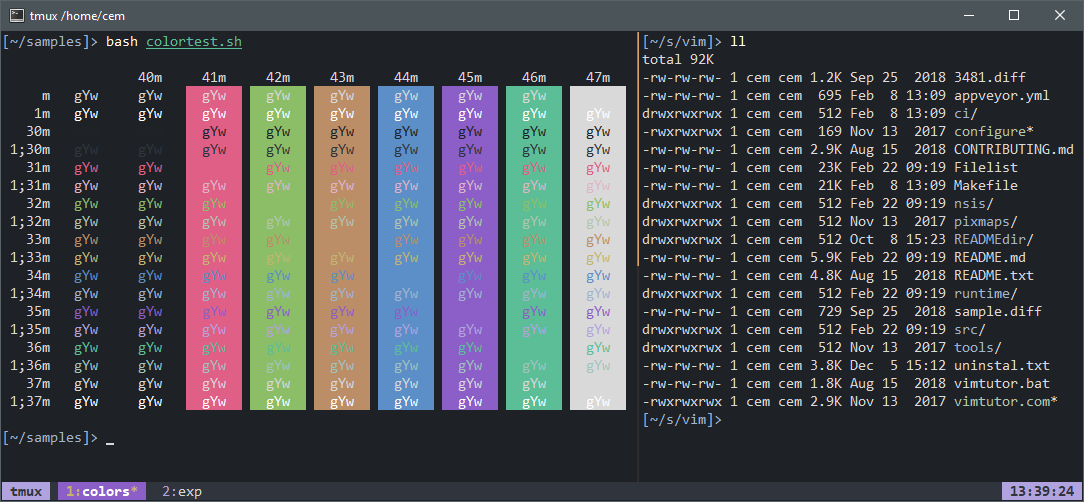 tmux /home/cem
[~/samples]> bash colortest.sh
40m 41m 42m 43m 44m 45m 46m 47m
m gYw gYw gYw gYw gYw gYw gYw gYw
1m gYw gYw gYw gYw gYw gYw gYw gYw gYw
30m gYw gYw gYw gYw gYw gYw gYw
1;30m gYw gYw gYw gYw gYw gYw gYw gYw gYw
31m gYw gYw gYw gYw gYw gYw gYw gYw
1;31m gYw gYw gYw gYw gYw gYw gYw gYw gYw
32m gYw gYw gYw gYw gYw gYw gYw gYw
1;32m gYw gYw gYw gYw gYw gYw gYw gYw gYw
33m gYw gYw gYw gYw gYw gYw gYw gYw
1;33m gYw gYw gYw gYw gYw gYw gYw gYw gYw
34m gYw gYw gYw gYw gYw gYw gYw gYw
1;34m gYw gYw gYw gYw gYw gYw gYw gYw gYw
35m gYw gYw gYw gYw gYw gYw gYw gYw
1;35m gYw gYw gYw gYw gYw gYw gYw gYw gYw
36m gYw gYw gYw gYw gYw gYw gYw gYw
1;36m gYw gYw gYw gYw gYw gYw gYw gYw gYw
37m gYw gYw gYw gYw gYw gYw gYw gYw
1;37m gYw gYw gYw gYw gYw gYw gYw gYw gYw
[~/samples]> _
[~/s/vim]> ll
total 92K
-rw-rw-rw- 1 cem cem 1.2K Sep 25  2018 3481.diff
-rw-rw-rw- 1 cem cem  695 Feb  8 13:09 appveyor.yml
drwxrwxrwx 1 cem cem  512 Feb  8 13:09 ci/
-rwxrwxrwx 1 cem cem  169 Nov 13  2017 configure*
-rw-rw-rw- 1 cem cem 2.9K Aug 15  2018 CONTRIBUTING.md
-rw-rw-rw- 1 cem cem  23K Feb 22 09:19 Filelist
-rw-rw-rw- 1 cem cem  21K Feb  8 13:09 Makefile
drwxrwxrwx 1 cem cem  512 Feb 22 09:19 nsis/
drwxrwxrwx 1 cem cem  512 Nov 13  2017 pixmaps/
drwxrwxrwx 1 cem cem  512 Oct  8 15:23 READMEdir/
-rw-rw-rw- 1 cem cem 5.9K Feb 22 09:19 README.md
-rw-rw-rw- 1 cem cem 4.8K Aug 15  2018 README.txt
drwxrwxrwx 1 cem cem  512 Feb 22 09:19 runtime/
-rw-rw-rw- 1 cem cem  729 Sep 25  2018 sample.diff
drwxrwxrwx 1 cem cem  512 Feb 22 09:19 src/
drwxrwxrwx 1 cem cem  512 Nov 13  2017 tools/
-rw-rw-rw- 1 cem cem 3.8K Dec  5 15:12 uninstal.txt
-rw-rw-rw- 1 cem cem 1.8K Aug 15  2018 vimtutor.bat
-rwxrwxrwx 1 cem cem 2.9K Nov 13  2017 vimtutor.com*
[~/s/vim]>
tmux 1:colors* 2:exp 13:39:24